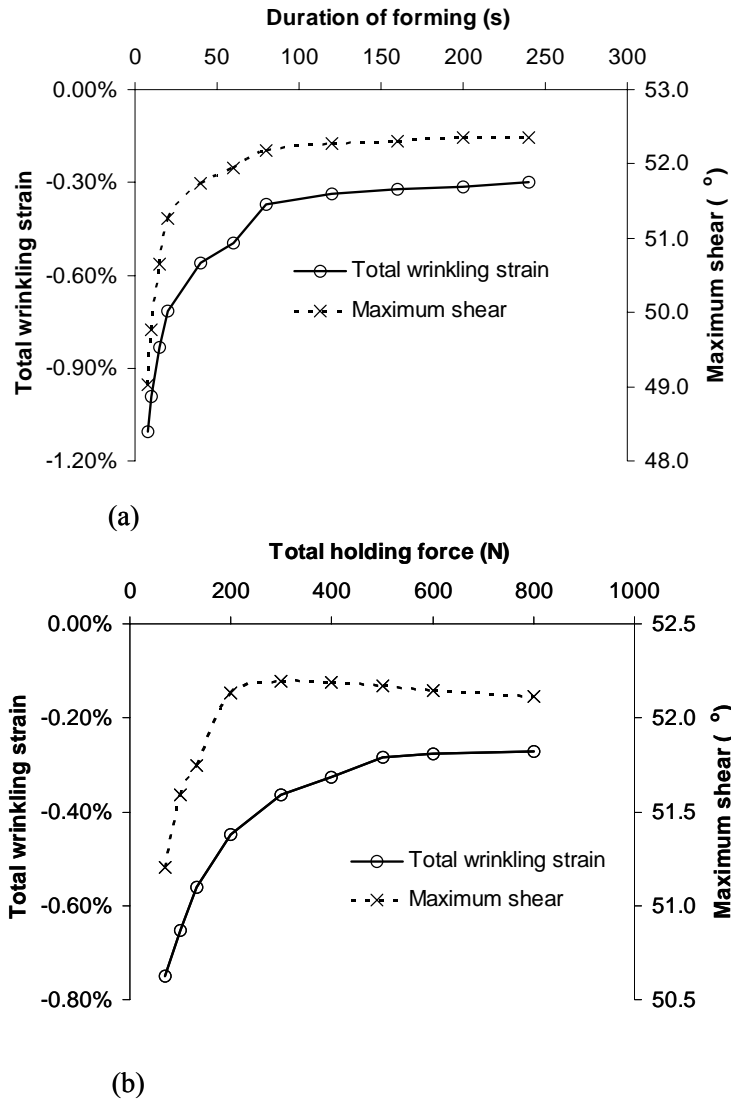 Duration of forming (s)
0 50 100 150 200 250 300
0.00% 53.0
-0.30% 52.0
51.0
-0.60% 50.0
-0.90% 49.0
-1.20% 48.0
Total wrinkling strain
Maximum shear ( °)
Total wrinkling strain
Maximum shear
(a)
Total holding force (N)
0 200 400 600 800 1000
0.00% 52.5
-0.20% 52.0
-0.40% 51.5
-0.60% 51.0
-0.80% 50.5
Total wrinkling strain
Maximum shear ( °)
Total wrinkling strain
Maximum shear
(b)